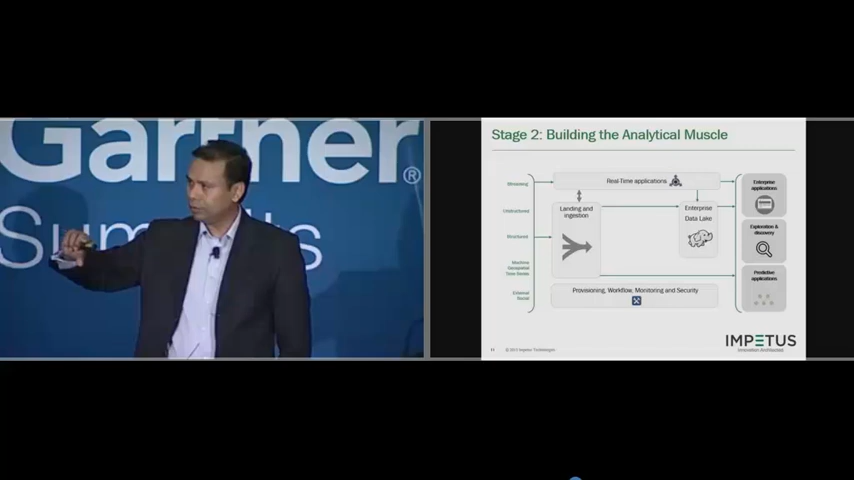 Gartner®
Summits
Stage 2: Building the Analytical Muscle
Streaming
Unstructured
Structured
Machine
Geospatial
Time Series
External
Social
Real-Time applications
Landing and
ingestion
Enterprise
Data Lake
Provisioning, Workflow, Monitoring and Security
Enterprise
applications
Exploration &
discovery
Predictive
applications
IMPETUS